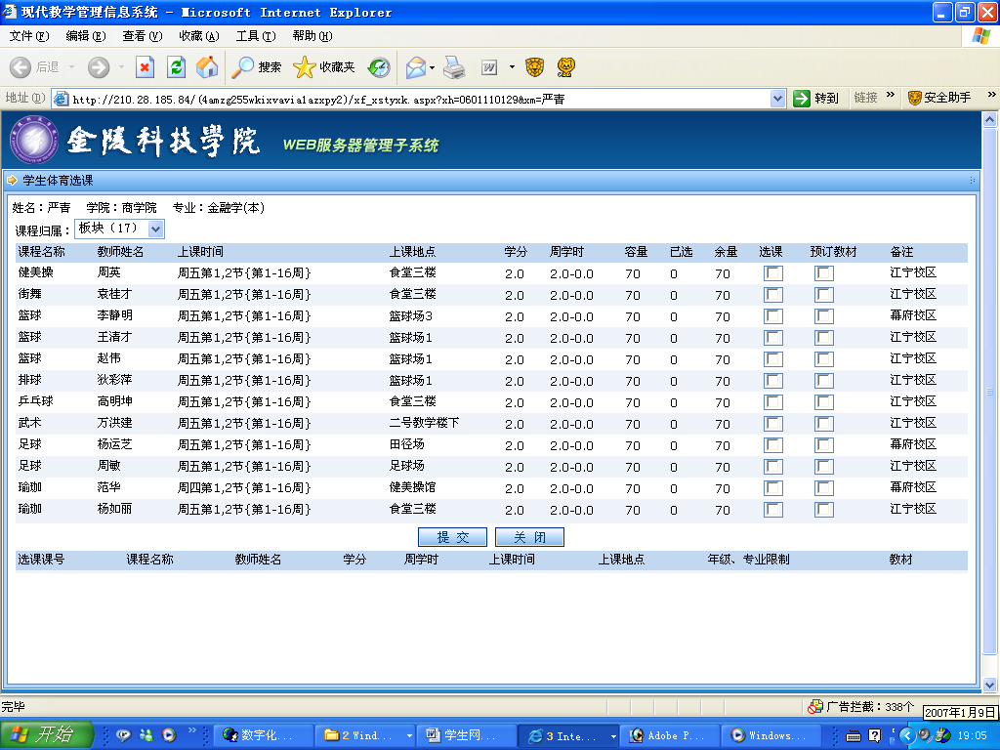 现代教学管理信息系统 - Microsoft Internet Explorer
文件(F) 编辑(E) 查看(V) 收藏(A) 工具(T) 帮助(H)
后退 搜索 收藏夹
地址(D) http://210.28.185.84/(4amzg255wkixvavialazxpy2)/xf_xstyxk.aspx?xh=0601110129&xm=严睿 转到 链接 » 安全助手 »
金陵科技學院 WEB服务器管理子系统
学生体育选课
姓名：严 学院：商学院 专业：金融学(本)
课程归属： 板块（17）
课程名称 教师姓名 上课时间 上课地点 学分 周学时 容量 已选 余量 选课 预订教材 备注
健美操 周英 周五第1,2节{第1-16周} 食堂三楼 2.0 2.0-0.0 70 0 70 江宁校区
街舞 袁桂才 周五第1,2节{第1-16周} 食堂三楼 2.0 2.0-0.0 70 0 70 江宁校区
篮球 李静明 周五第1,2节{第1-16周} 篮球场3 2.0 2.0-0.0 70 0 70 幕府校区
篮球 王清才 周五第1,2节{第1-16周} 篮球场1 2.0 2.0-0.0 70 0 70 江宁校区
篮球 赵伟 周五第1,2节{第1-16周} 篮球场1 2.0 2.0-0.0 70 0 70 江宁校区
排球 狄彩萍 周五第1,2节{第1-16周} 篮球场1 2.0 2.0-0.0 70 0 70 江宁校区
乒乓球 高明坤 周五第1,2节{第1-16周} 食堂三楼 2.0 2.0-0.0 70 0 70 江宁校区
武术 万洪建 周五第1,2节{第1-16周} 二号教学楼下 2.0 2.0-0.0 70 0 70 江宁校区
足球 杨运芝 周五第1,2节{第1-16周} 田径场 2.0 2.0-0.0 70 0 70 幕府校区
足球 周敏 周五第1,2节{第1-16周} 足球场 2.0 2.0-0.0 70 0 70 江宁校区
瑜珈 范华 周四第1,2节{第1-16周} 健美操馆 2.0 2.0-0.0 70 0 70 幕府校区
瑜珈 杨如丽 周五第1,2节{第1-16周} 食堂三楼 2.0 2.0-0.0 70 0 70 江宁校区
提 交 关 闭
选课课号 课程名称 教师姓名 学分 周学时 上课时间 上课地点 年级、专业限制 教材
完毕 广告拦截：338个
2007年1月9日
开始 » 数字化... 2 Wind... 学生网... 3 Inte... Adobe P... Windows... 19:05